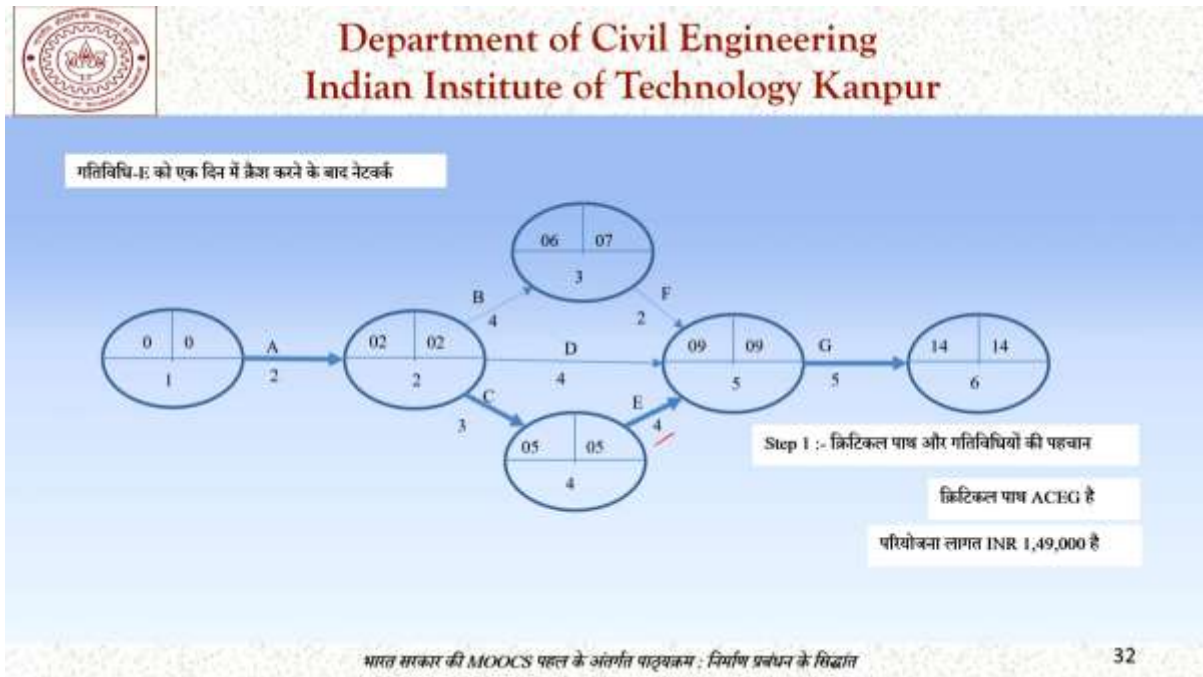 Department of Civil Engineering
Indian Institute of Technology Kanpur
गतिविधि-E को एक दिन में क्रैश करने के बाद नेटवर्क
06 07
3
B
4
F
2
0 0
1
A
2
02 02
2
D
4
09 09
5
G
5
14 14
6
C
3
E
4
05 05
4
Step 1 :- क्रिटिकल पाथ और गतिविधियों की पहचान
क्रिटिकल पाथ ACEG है
परियोजना लागत INR 1,49,000 है
भारत सरकार की MOOCS पहल के अंतर्गत पाठ्यक्रम : निर्माण प्रबंधन के सिद्धांत
32